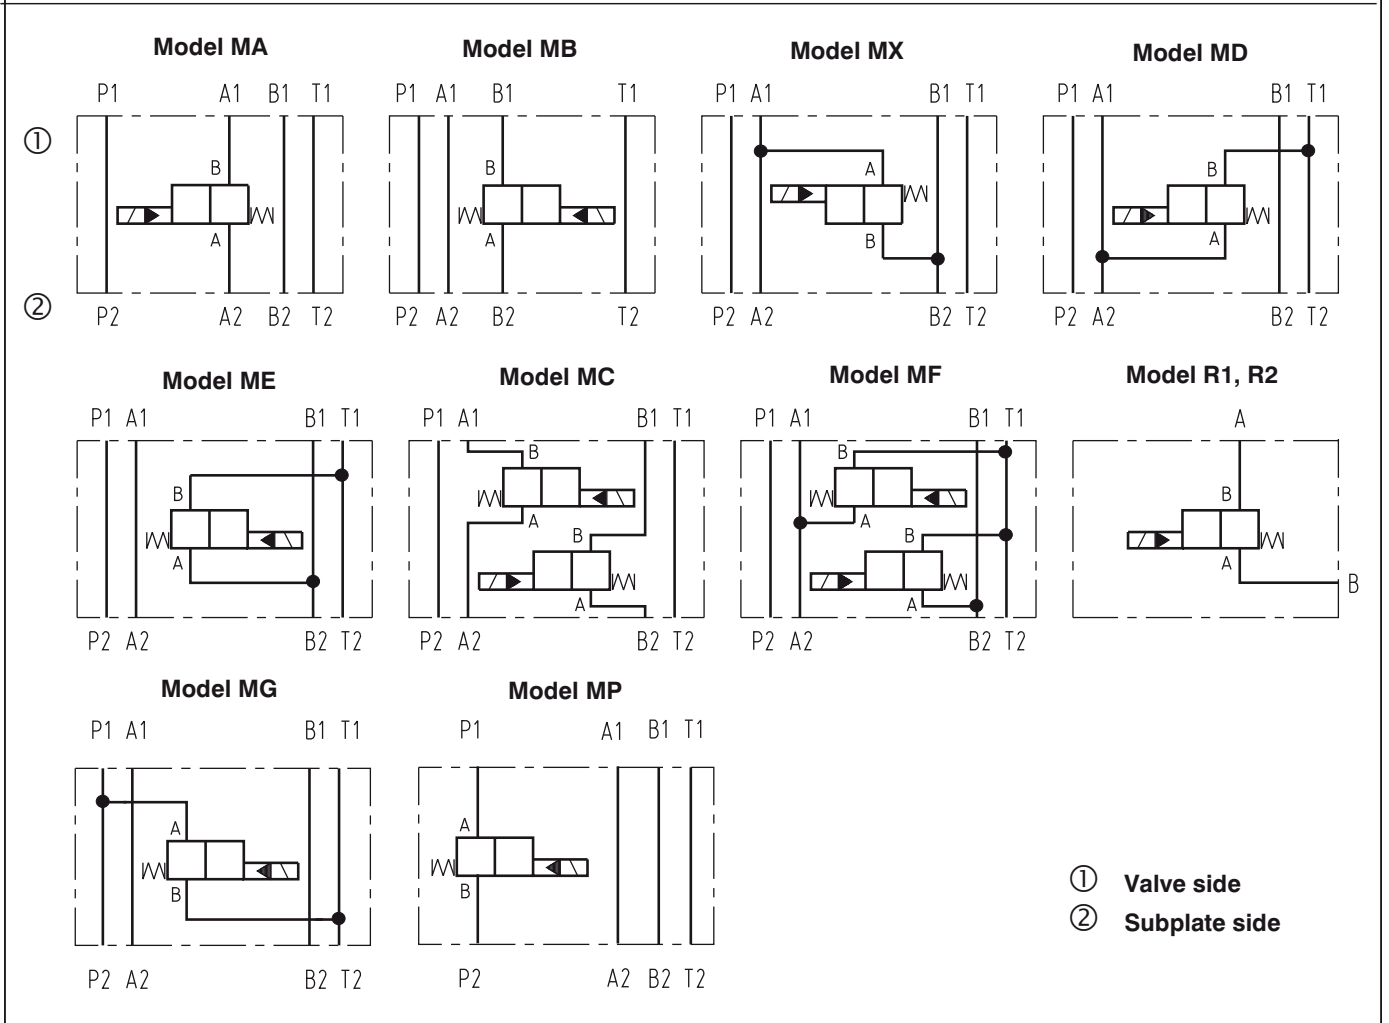 Model MA
Model MB
Model MX
Model MD
P1 A1 B1 T1
P1 A1 B1 T1
P1 A1 B1 T1
P1 A1 B1 T1
①
B
A
B
A
A
B
B
A
②
P2 A2 B2 T2
P2 A2 B2 T2
P2 A2 B2 T2
P2 A2 B2 T2
Model ME
Model MC
Model MF
Model R1, R2
P1 A1 B1 T1
P1 A1 B1 T1
P1 A1 B1 T1
A
B
A
B
A
B
A
B
A
B
A
B
A
B
P2 A2 B2 T2
P2 A2 B2 T2
P2 A2 B2 T2
Model MG
Model MP
P1 A1 B1 T1
P1 A1 B1 T1
A
B
A
B
P2 A2 B2 T2
P2 A2 B2 T2
① Valve side
② Subplate side